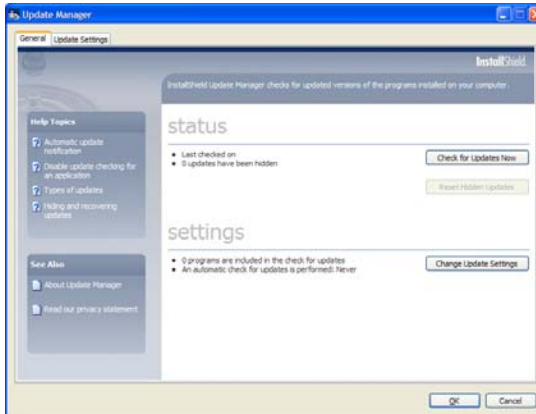 Update Manager
General
Update Settings
InstallShield
InstallShield Update Manager checks for updated versions of the programs installed on your computer.
Help Topics
Automatic update
notification
Disable update checking for
an application
Types of updates
Hiding and recovering
updates
See Also
About Update Manager
Read our privacy statement
status
Last checked on
0 updates have been hidden
Check for Updates Now
Reset Hidden Updates
settings
0 programs are included in the check for updates
An automatic check for updates is performed: Never
Change Update Settings
OK
Cancel